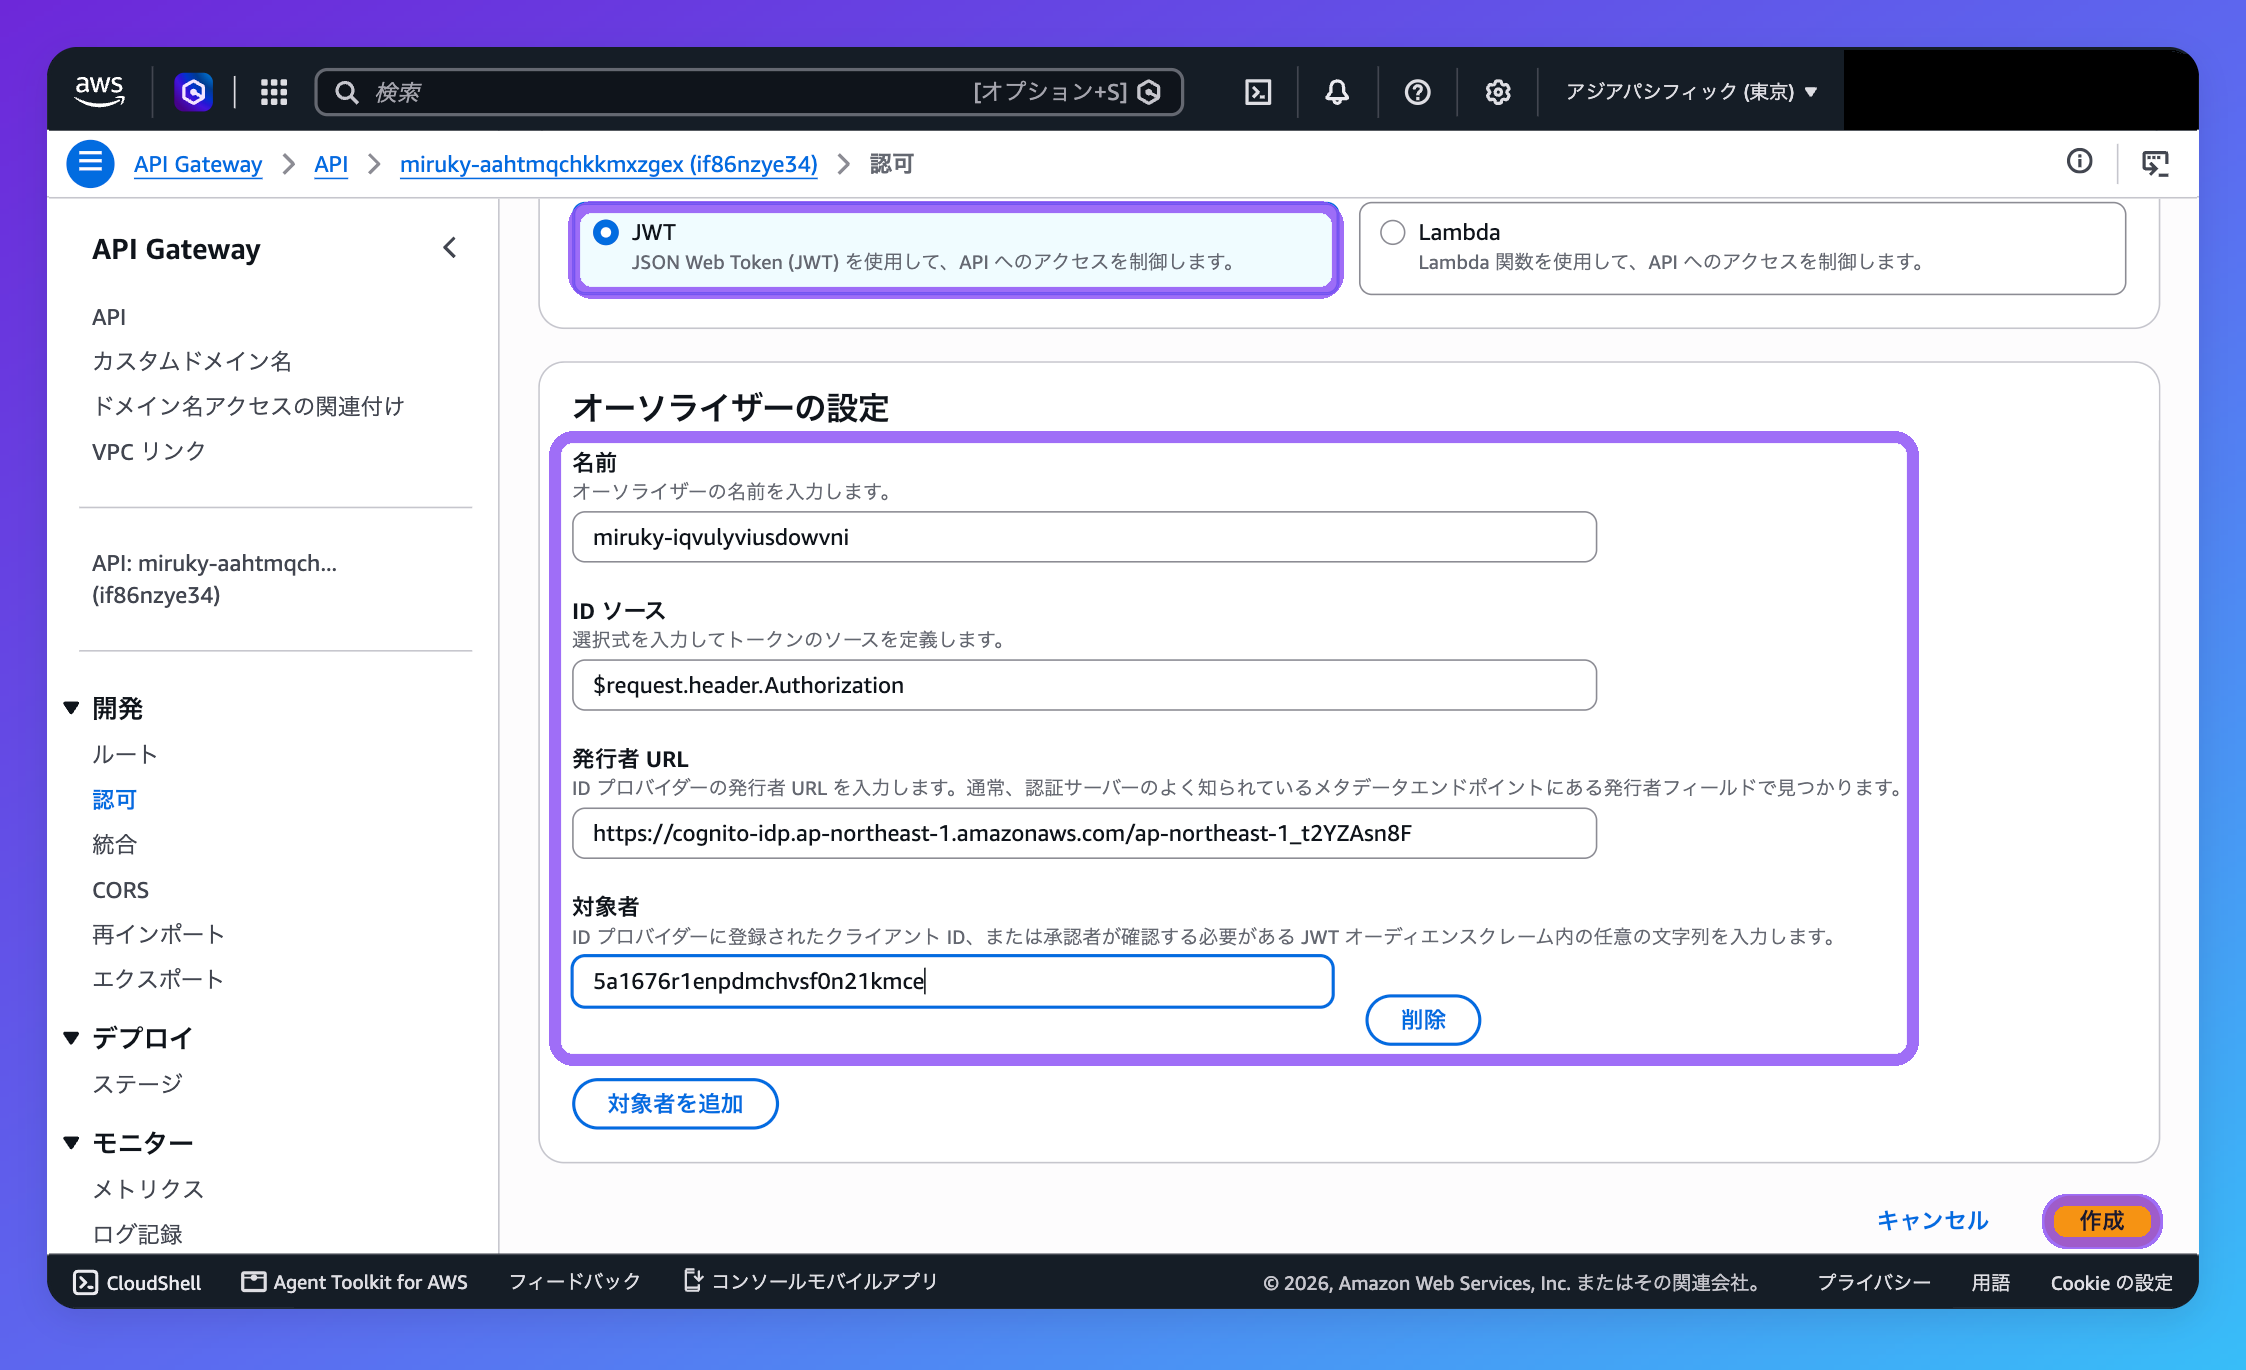 aws
検索
[オプション+S]
アジアパシフィック (東京) ▼
API Gateway
API
miruky-aahtmqchkkmxzgex (if86nzye34)
認可
API Gateway
API
カスタムドメイン名
ドメイン名アクセスの関連付け
VPC リンク
API: miruky-aahtmqch...
(if86nzye34)
開発
ルート
認可
統合
CORS
再インポート
エクスポート
デプロイ
ステージ
モニター
メトリクス
ログ記録
JWT
JSON Web Token (JWT) を使用して、API へのアクセスを制御します。
Lambda
Lambda 関数を使用して、API へのアクセスを制御します。
オーソライザーの設定
名前
オーソライザーの名前を入力します。
miruky-iqvulyviusdowvni
ID ソース
選択式を入力してトークンのソースを定義します。
$request.header.Authorization
発行者 URL
ID プロバイダーの発行者 URL を入力します。通常、認証サーバーのよく知られているメタデータエンドポイントにある発行者フィールドで見つかります。
https://cognito-idp.ap-northeast-1.amazonaws.com/ap-northeast-1_t2YZAsn8F
対象者
ID プロバイダーに登録されたクライアント ID、または承認者が確認する必要がある JWT オーディエンスクレーム内の任意の文字列を入力します。
5a1676r1enpdmchvsf0n21kmce
削除
対象者を追加
キャンセル
作成
CloudShell
Agent Toolkit for AWS
フィードバック
コンソールモバイルアプリ
© 2026, Amazon Web Services, Inc. またはその関連会社。
プライバシー
用語
Cookie の設定